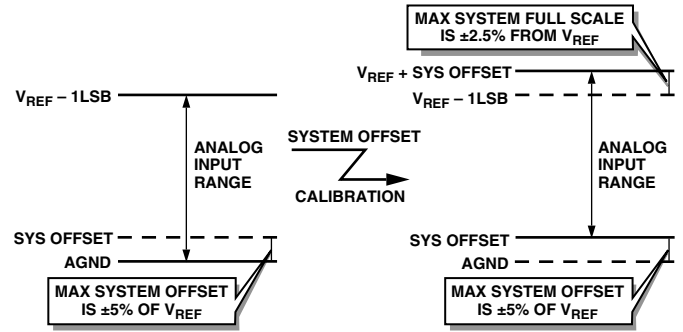 MAX SYSTEM FULL SCALE
IS ±2.5% FROM VREF
VREF + SYS OFFSET
VREF – 1LSB
VREF – 1LSB
SYSTEM OFFSET
CALIBRATION
ANALOG
INPUT
RANGE
ANALOG
INPUT
RANGE
SYS OFFSET
AGND
SYS OFFSET
AGND
MAX SYSTEM OFFSET
IS ±5% OF VREF
MAX SYSTEM OFFSET
IS ±5% OF VREF